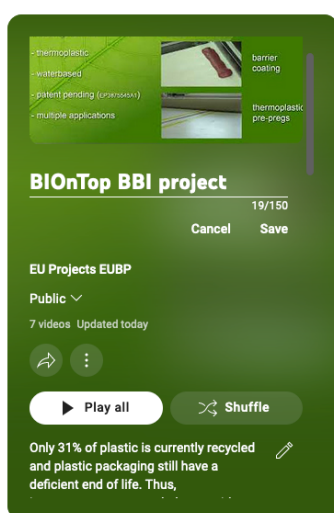 - thermoplastic
- waterbased
- patent pending (EP3875545A1)
- multiple applications
barrier
coating
thermoplastic
pre-pregs
BIOnTop BBI project
19/150
Cancel Save
EU Projects EUBP
Public
7 videos Updated today
Play all
Shuffle
Only 31% of plastic is currently recycled
and plastic packaging still have a
deficient end of life. Thus,